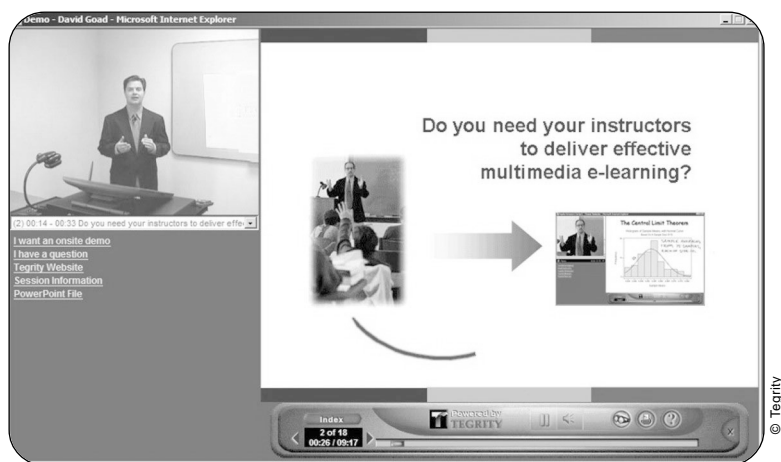 Demo - David Goad - Microsoft Internet Explorer
(2) 00:14 - 00:33 Do you need your instructors to deliver effe
I want an onsite demo
I have a question
Tegrity Website
Session Information
PowerPoint File
Do you need your instructors
to deliver effective
multimedia e-learning?
The Central Limit Theorem
Index
2 of 18
00:26 / 09:17
Powered by
TEGRITY
© Tegrity